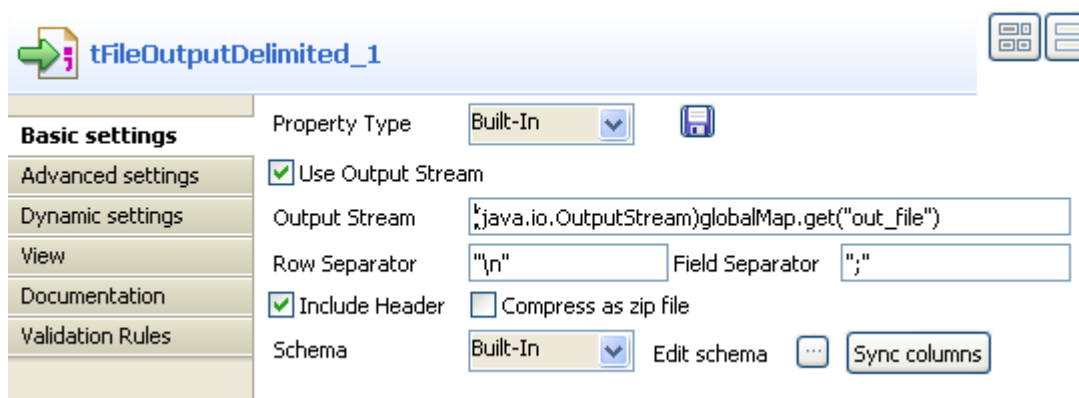 tFileOutputDelimited_1
Basic settings
Advanced settings
Dynamic settings
View
Documentation
Validation Rules
Property Type Built-In
Use Output Stream
Output Stream (java.io.OutputStream)globalMap.get("out_file")
Row Separator "\n" Field Separator ";"
Include Header Compress as zip file
Schema Built-In Edit schema ... Sync columns